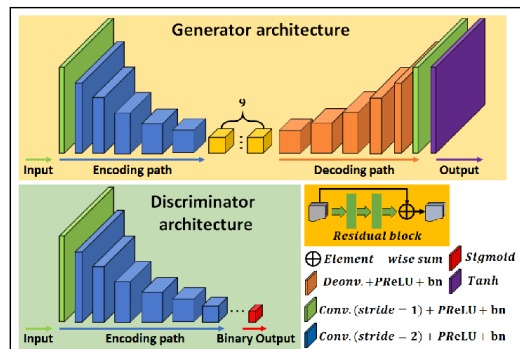 Generator architecture
9
Input
Encoding path
Decoding path
Output
Discriminator
architecture
Input
Encoding path
Binary Output
Residual block
Element wise sum
Sigmoid
Deonv.+PReLU + bn
Tanh
Conv.(stride − 1) + PReLU + bn
Conv.(stride − 2) + PReLU + bn